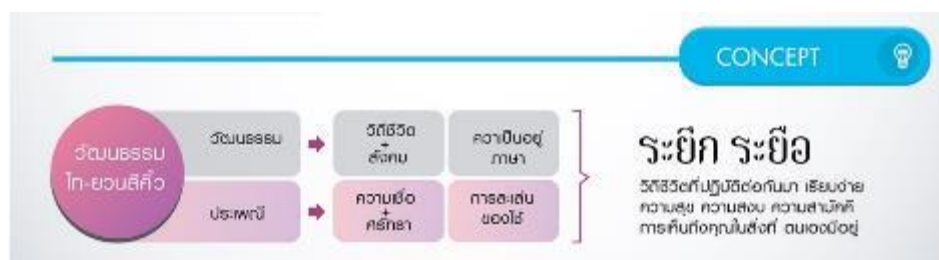 CONCEPT
วัฒนธรรม
ไท-ยวนสีคิ้ว
วัฒนธรรม
วิถีชีวิต
+
สังคม
ความเป็นอยู่
ภาษา
ประเพณี
ความเชื่อ
+
ศรัทธา
การละเล่น
ของใช้
ระยึก ระยือ
วิถีชีวิตที่ปฏิบัติต่อกันมา เรียบง่าย
ความสุข ความสงบ ความสามัคคี
การเห็นถึงคุณในสิ่งที่ ตนเองมีอยู่